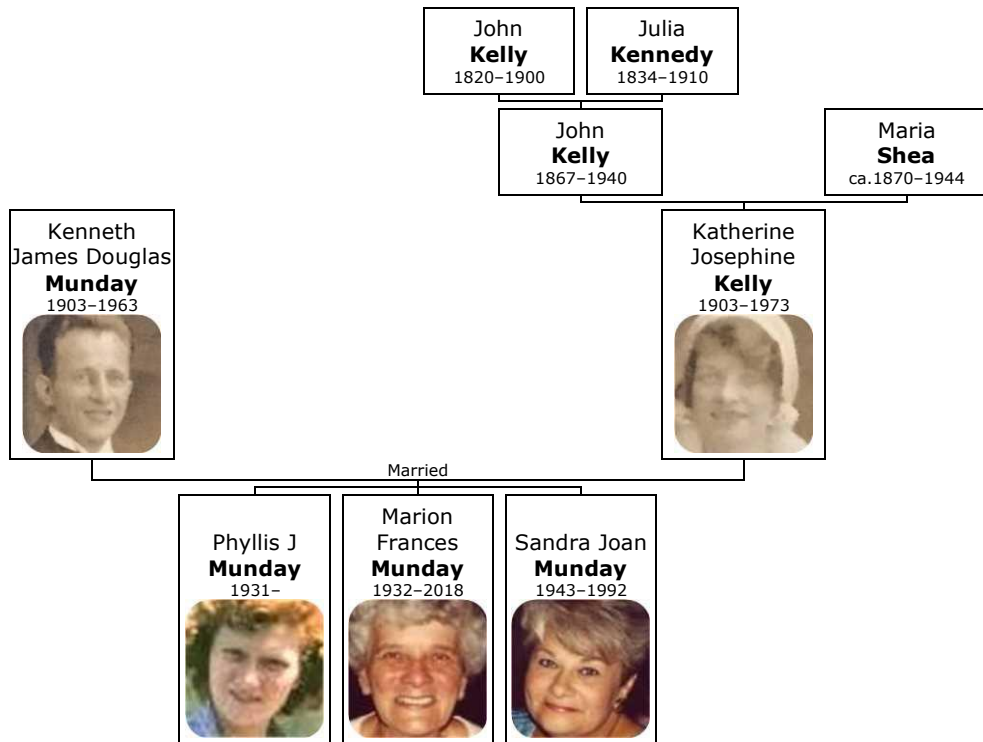 John
Kelly
1820–1900
Julia
Kennedy
1834–1910
John
Kelly
1867–1940
Maria
Shea
ca.1870–1944
Kenneth
James Douglas
Munday
1903–1963
Katherine
Josephine
Kelly
1903–1973
Married
Phyllis J
Munday
1931–
Marion
Frances
Munday
1932–2018
Sandra Joan
Munday
1943–1992